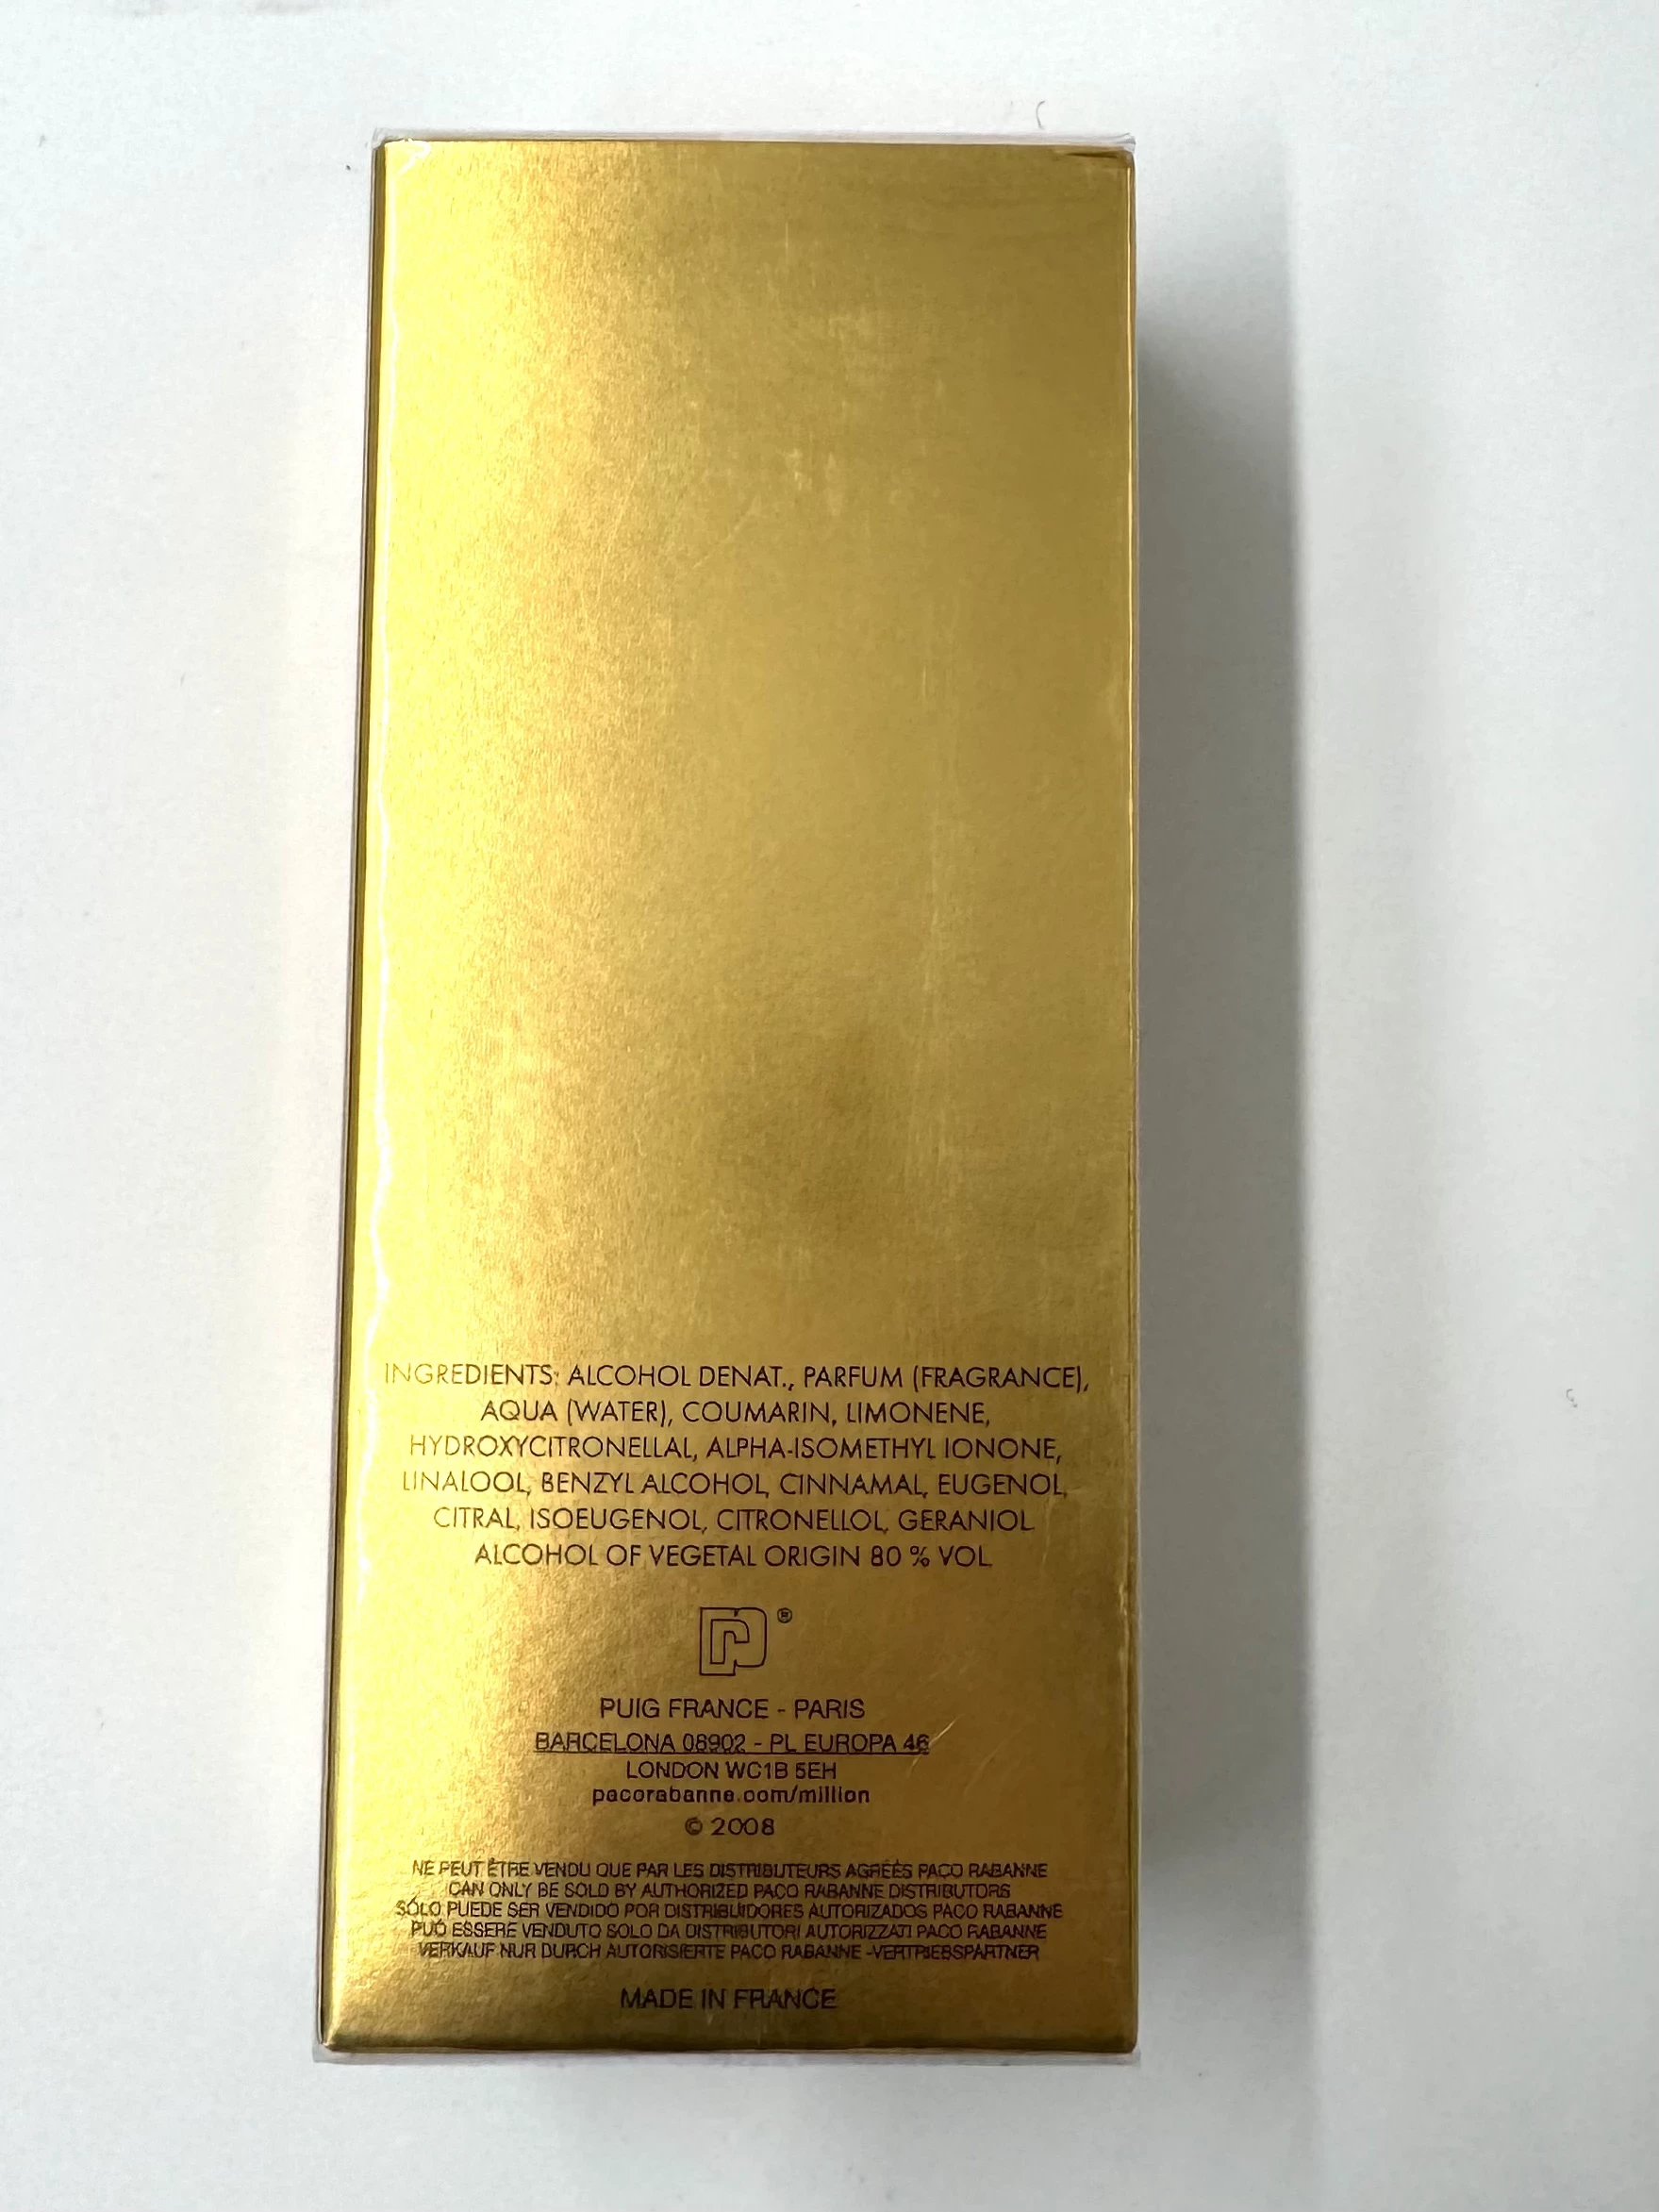 INGREDIENTS: ALCOHOL DENAT., PARFUM (FRAGRANCE),
AQUA (WATER), COUMARIN, LIMONENE,
HYDROXYCITRONELLAL, ALPHA-ISOMETHYL IONONE,
LINALOOL, BENZYL ALCOHOL, CINNAMAL, EUGENOL,
CITRAL, ISOEUGENOL, CITRONELLOL, GERANIOL
ALCOHOL OF VEGETAL ORIGIN 80 % VOL.
®
PUIG FRANCE - PARIS
BARCELONA 08902 - PL EUROPA 46
LONDON WC1B 5EH
pacorabanne.com/million
© 2008
NE PEUT ÊTRE VENDU QUE PAR LES DISTRIBUTEURS AGRÉÉS PACO RABANNE
CAN ONLY BE SOLD BY AUTHORIZED PACO RABANNE DISTRIBUTORS
SÓLO PUEDE SER VENDIDO POR DISTRIBUIDORES AUTORIZADOS PACO RABANNE
PUÓ ESSERE VENDUTO SOLO DA DISTRIBUTORI AUTORIZZATI PACO RABANNE
VERKAUF NUR DURCH AUTORISIERTE PACO RABANNE -VERTRIEBSPARTNER
MADE IN FRANCE